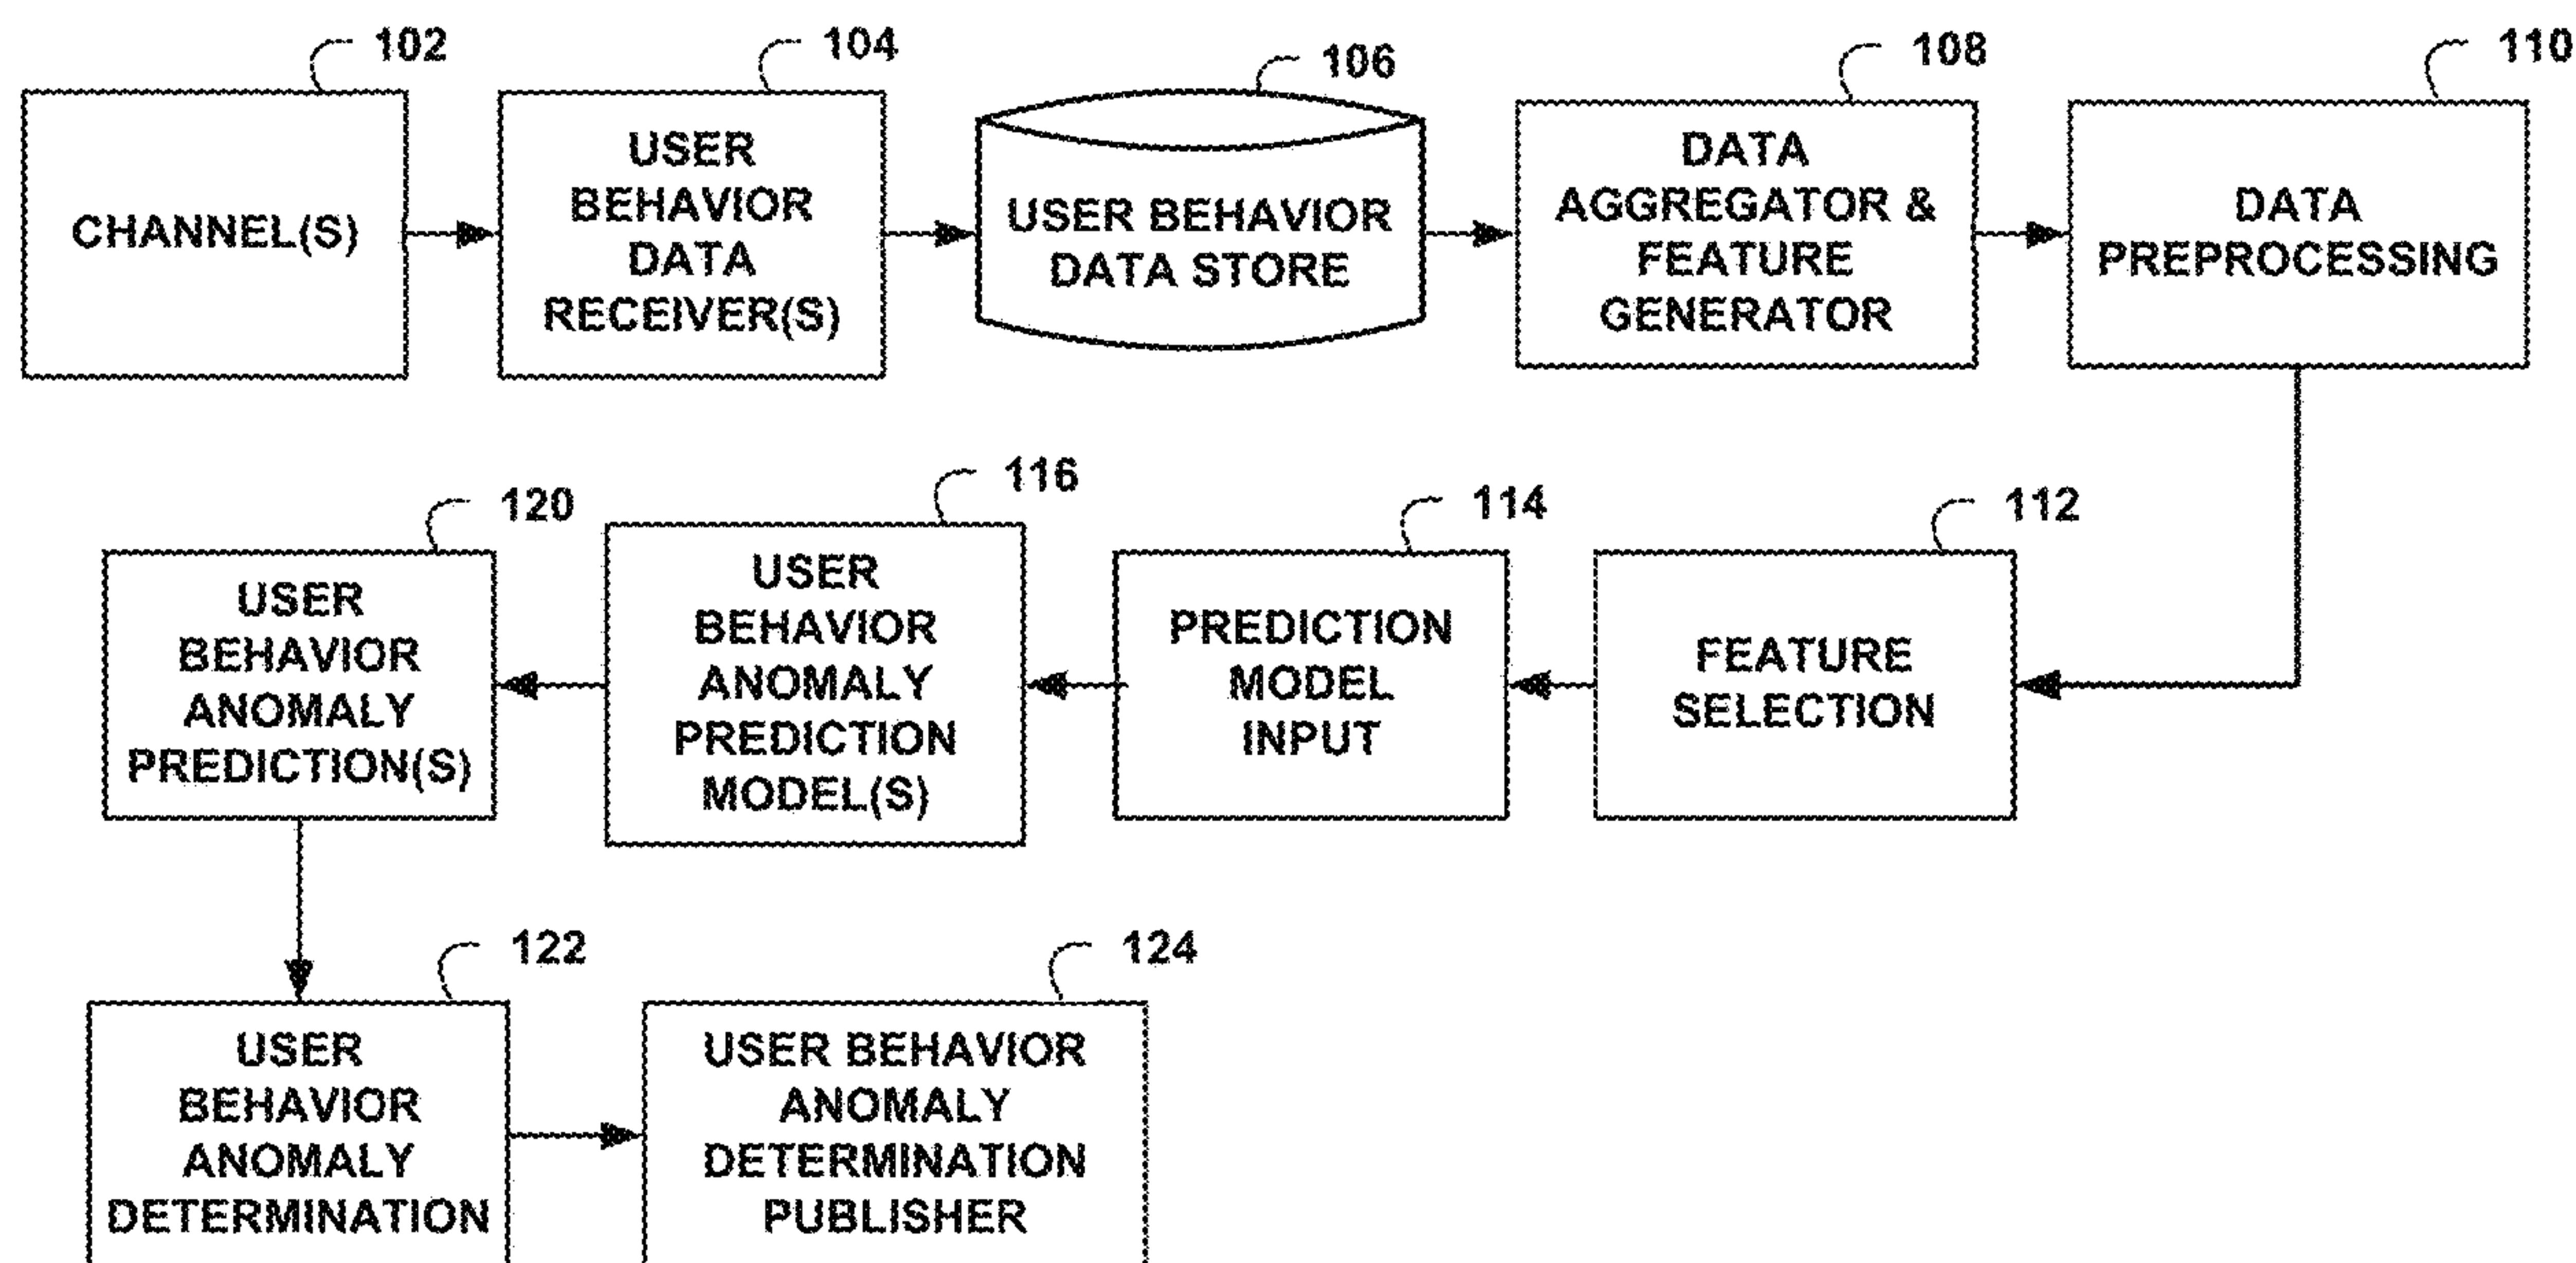 102
CHANNEL(S)
104
USER
BEHAVIOR
DATA
RECEIVER(S)
106
USER BEHAVIOR
DATA STORE
108
DATA
AGGREGATOR &
FEATURE
GENERATOR
110
DATA
PREPROCESSING
112
FEATURE
SELECTION
114
PREDICTION
MODEL
INPUT
116
USER
BEHAVIOR
ANOMALY
PREDICTION
MODEL(S)
120
USER
BEHAVIOR
ANOMALY
PREDICTION(S)
122
USER
BEHAVIOR
ANOMALY
DETERMINATION
124
USER BEHAVIOR
ANOMALY
DETERMINATION
PUBLISHER